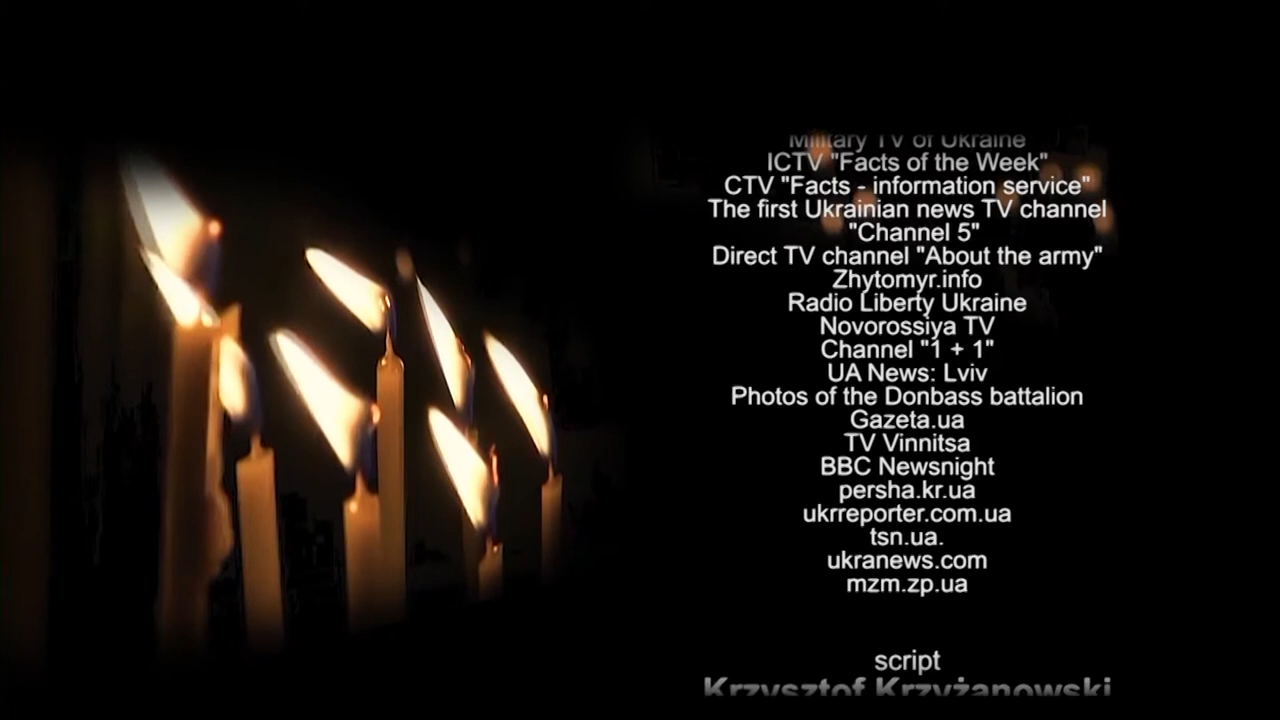 Military TV of Ukraine
ICTV "Facts of the Week"
CTV "Facts - information service"
The first Ukrainian news TV channel
"Channel 5"
Direct TV channel "About the army"
Zhytomyr.info
Radio Liberty Ukraine
Novorossiya TV
Channel "1 + 1"
UA News: Lviv
Photos of the Donbass battalion
Gazeta.ua
TV Vinnitsa
BBC Newsnight
persha.kr.ua
ukrreporter.com.ua
tsn.ua.
ukranews.com
mzm.zp.ua
script
Krzysztof Krzyżanowski